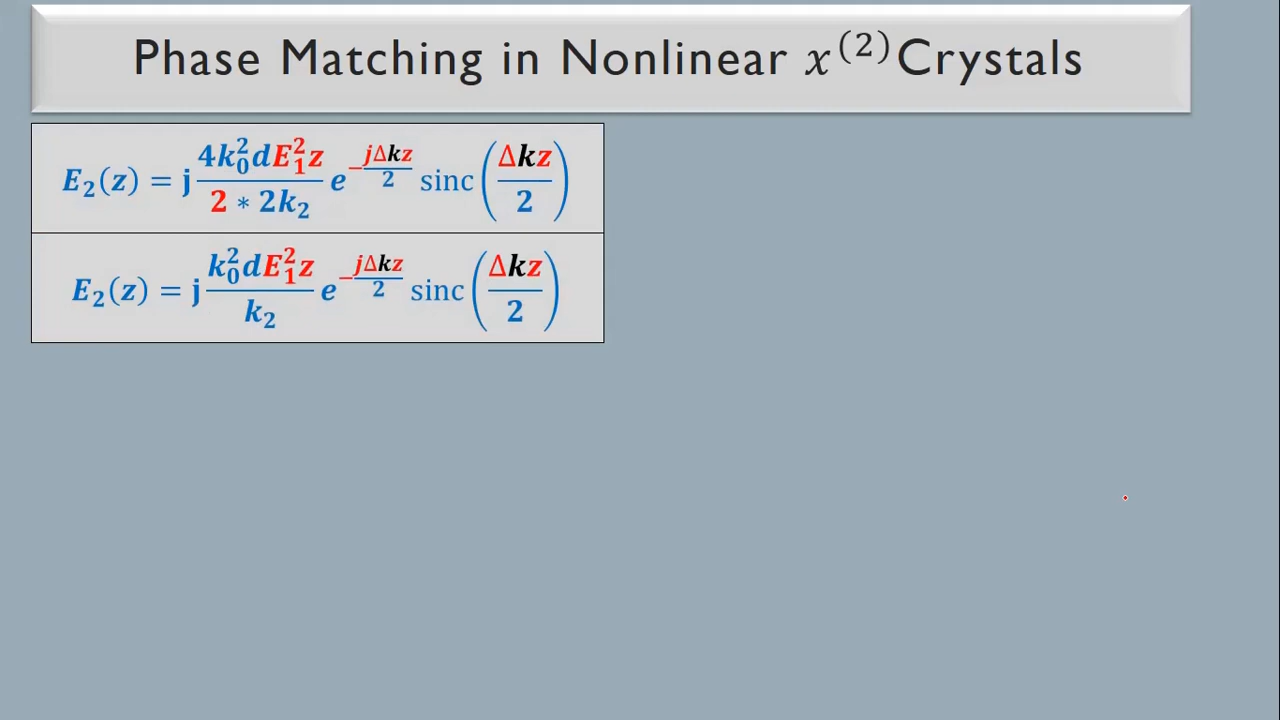 Phase Matching in Nonlinear x⁽²⁾Crystals
E₂(z) = j (4k₀²dE₁²z)/(2 * 2k₂) e^(−jΔkz/2) sinc(Δkz/2)
E₂(z) = j (k₀²dE₁²z)/(k₂) e^(−jΔkz/2) sinc(Δkz/2)